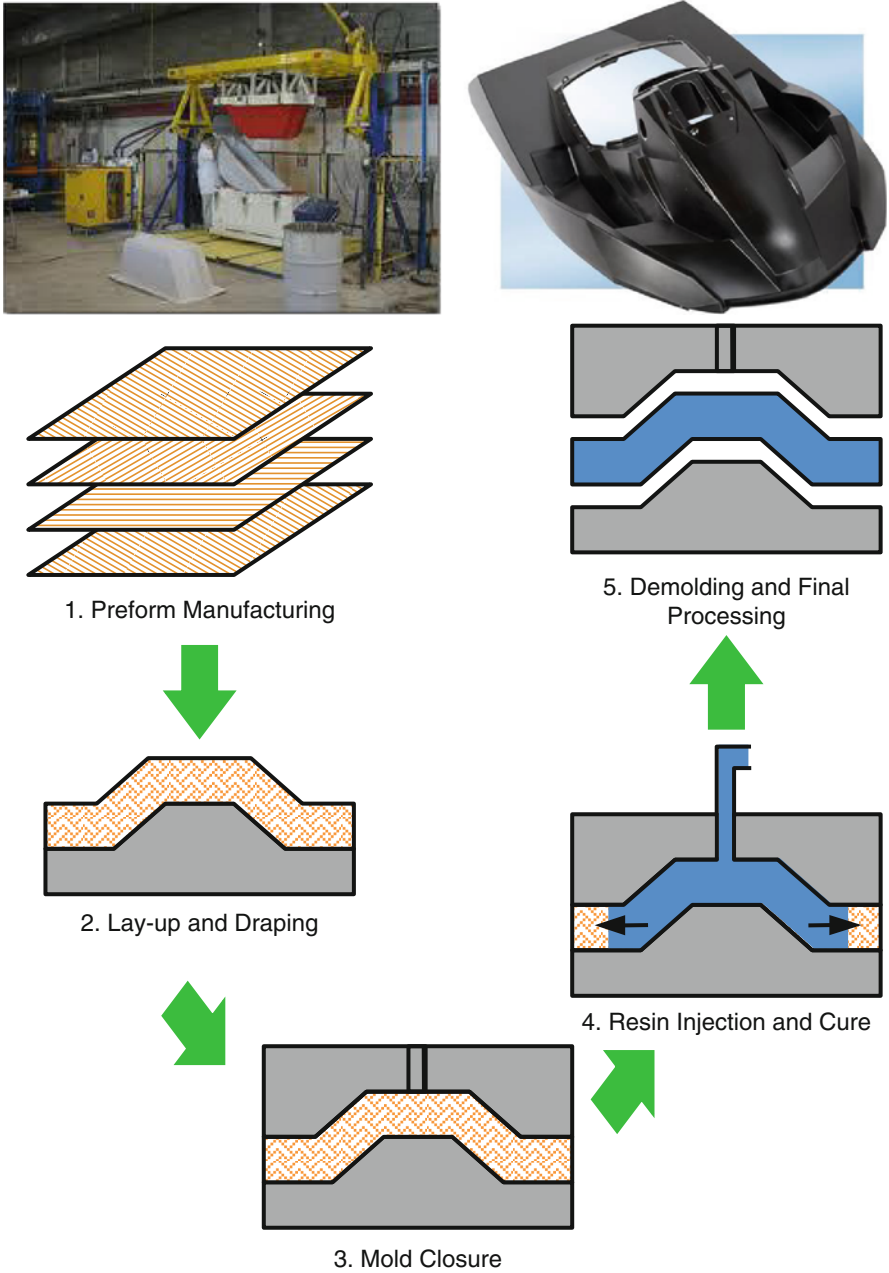 1. Preform Manufacturing
2. Lay-up and Draping
3. Mold Closure
4. Resin Injection and Cure
5. Demolding and Final
Processing